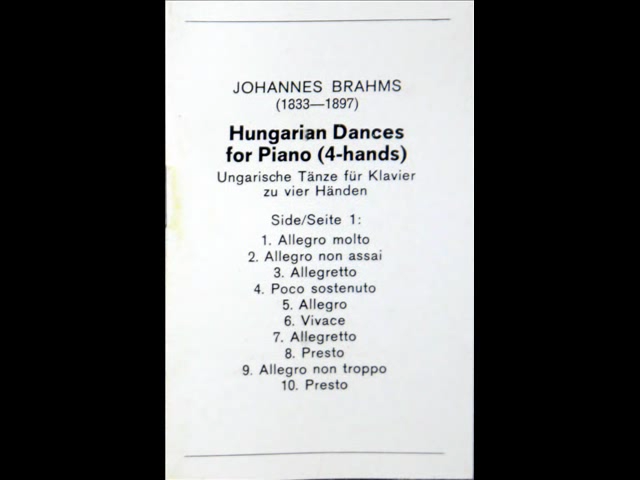 JOHANNES BRAHMS
(1833—1897)
Hungarian Dances
for Piano (4-hands)
Ungarische Tänze für Klavier
zu vier Händen
Side/Seite 1:
1. Allegro molto
2. Allegro non assai
3. Allegretto
4. Poco sostenuto
5. Allegro
6. Vivace
7. Allegretto
8. Presto
9. Allegro non troppo
10. Presto